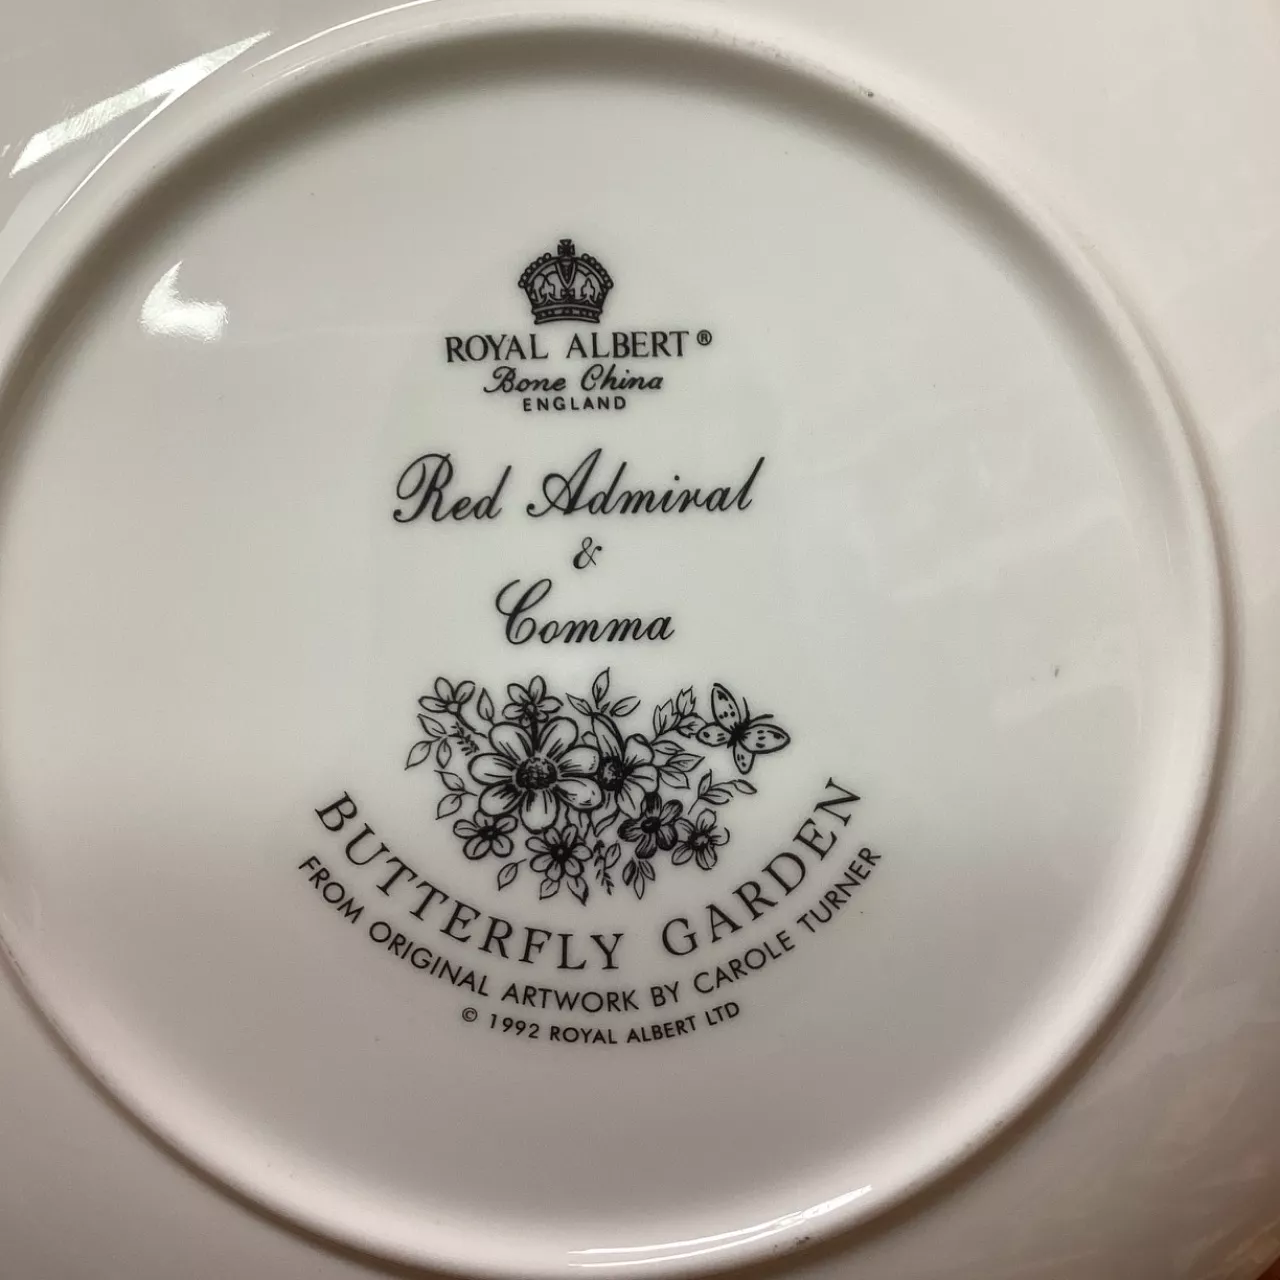 ROYAL ALBERT®
Bone China
ENGLAND
Red Admiral
&
Comma
BUTTERFLY GARDEN
FROM ORIGINAL ARTWORK BY CAROLE TURNER
© 1992 ROYAL ALBERT LTD